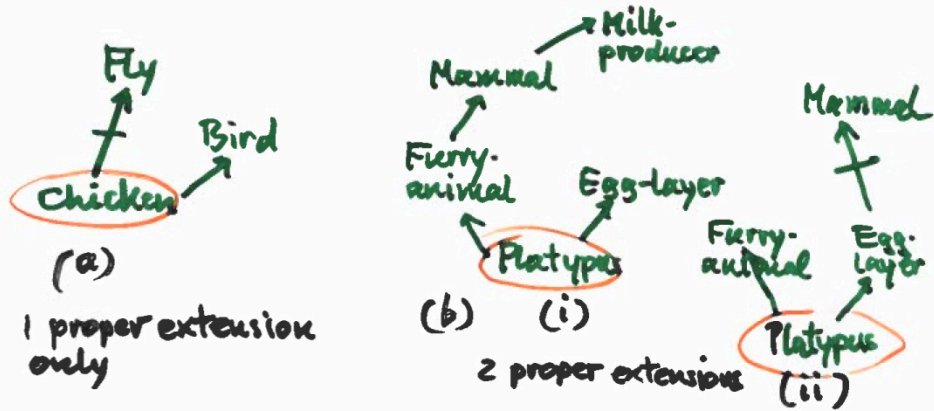 Fly
Bird
Chicken
(a)
1 proper extension
only
Milk-
producer
Mammal
Furry-
animal
Egg-layer
Platypus
(b) (i)
2 proper extensions
Mammal
Furry-
animal
Egg-
layer
Platypus
(ii)